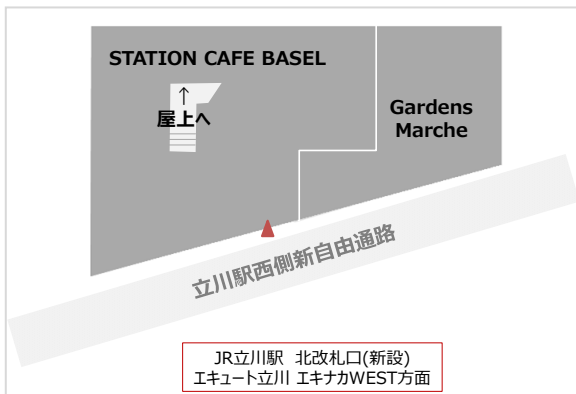 STATION CAFE BASEL
↑
屋上へ
Gardens
Marche
立川駅西側新自由通路
JR立川駅 北改札口(新設)
エキュート立川 エキナカWEST方面